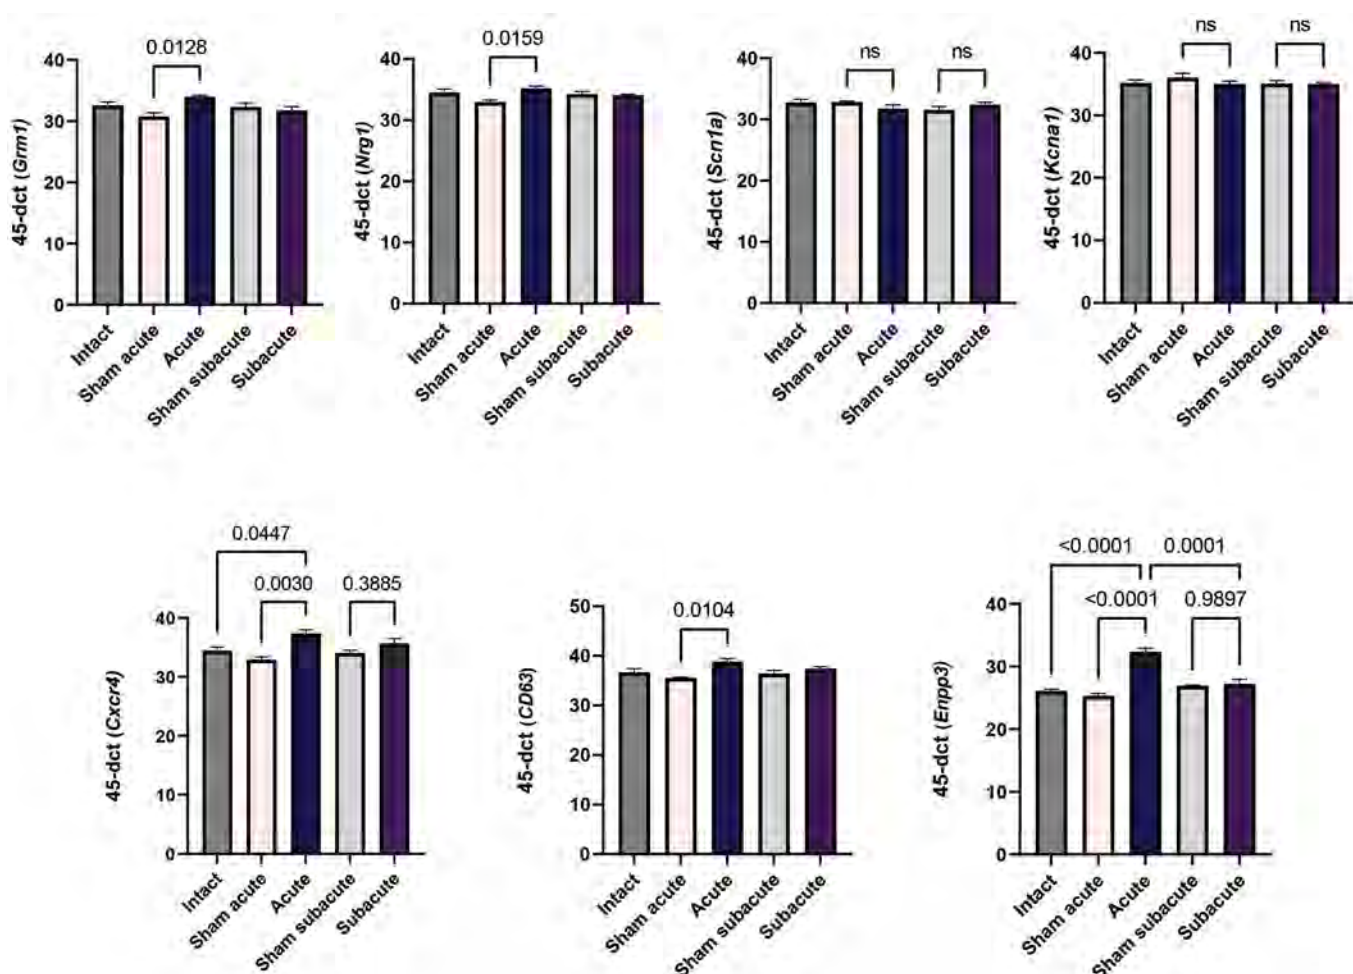 0.0128
45-dct (Grm1)
40
30
20
10
0
Intact
Sham acute
Acute
Sham subacute
Subacute
0.0159
45-dct (Nrg1)
40
30
20
10
0
Intact
Sham acute
Acute
Sham subacute
Subacute
ns ns
45-dct (Scn1a)
40
30
20
10
0
Intact
Sham acute
Acute
Sham subacute
Subacute
ns ns
45-dct (Kcna1)
40
30
20
10
0
Intact
Sham acute
Acute
Sham subacute
Subacute
0.0447
0.0030 0.3885
45-dct (Cxcr4)
40
30
20
10
0
Intact
Sham acute
Acute
Sham subacute
Subacute
0.0104
45-dct (CD63)
50
40
30
20
10
0
Intact
Sham acute
Acute
Sham subacute
Subacute
<0.0001 0.0001
<0.0001 0.9897
45-dct (Enpp3)
40
30
20
10
0
Intact
Sham acute
Acute
Sham subacute
Subacute